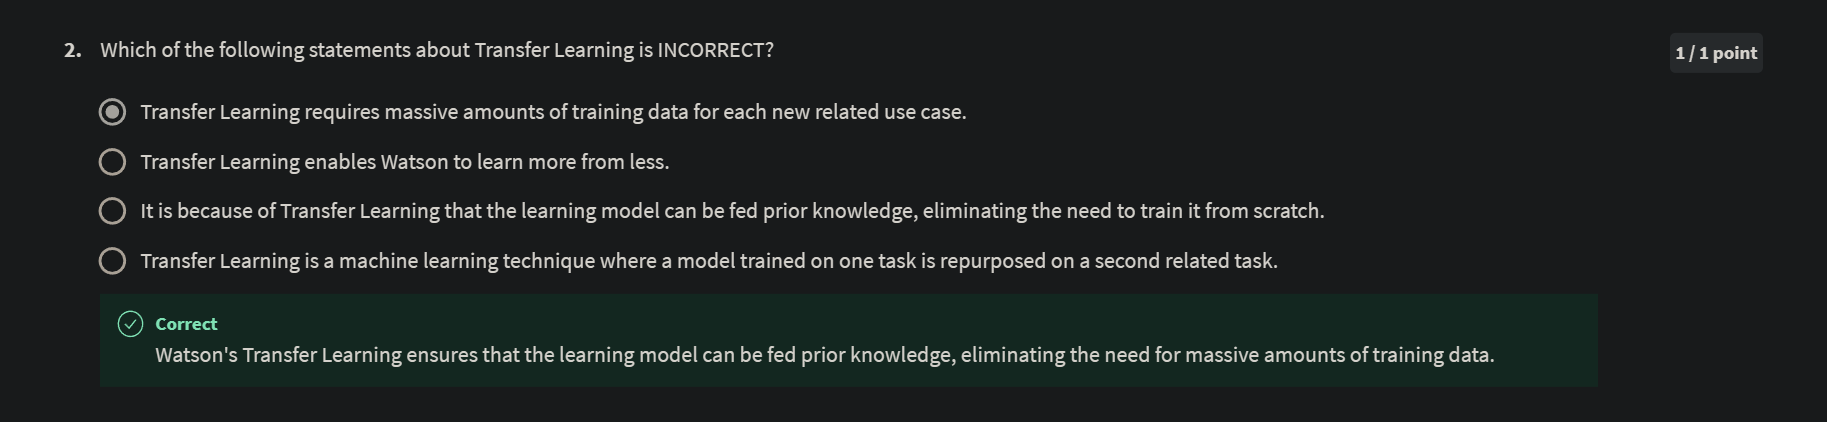 2. Which of the following statements about Transfer Learning is INCORRECT?
1 / 1 point
Transfer Learning requires massive amounts of training data for each new related use case.
Transfer Learning enables Watson to learn more from less.
It is because of Transfer Learning that the learning model can be fed prior knowledge, eliminating the need to train it from scratch.
Transfer Learning is a machine learning technique where a model trained on one task is repurposed on a second related task.
Correct
Watson's Transfer Learning ensures that the learning model can be fed prior knowledge, eliminating the need for massive amounts of training data.